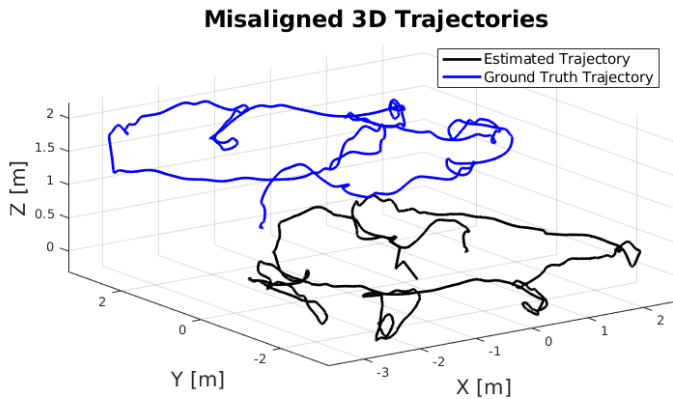 Misaligned 3D Trajectories
Estimated Trajectory
Ground Truth Trajectory
2
1.5
1
0.5
0
Z [m]
2
0
-2
Y [m]
-3
-2
-1
0
1
2
X [m]